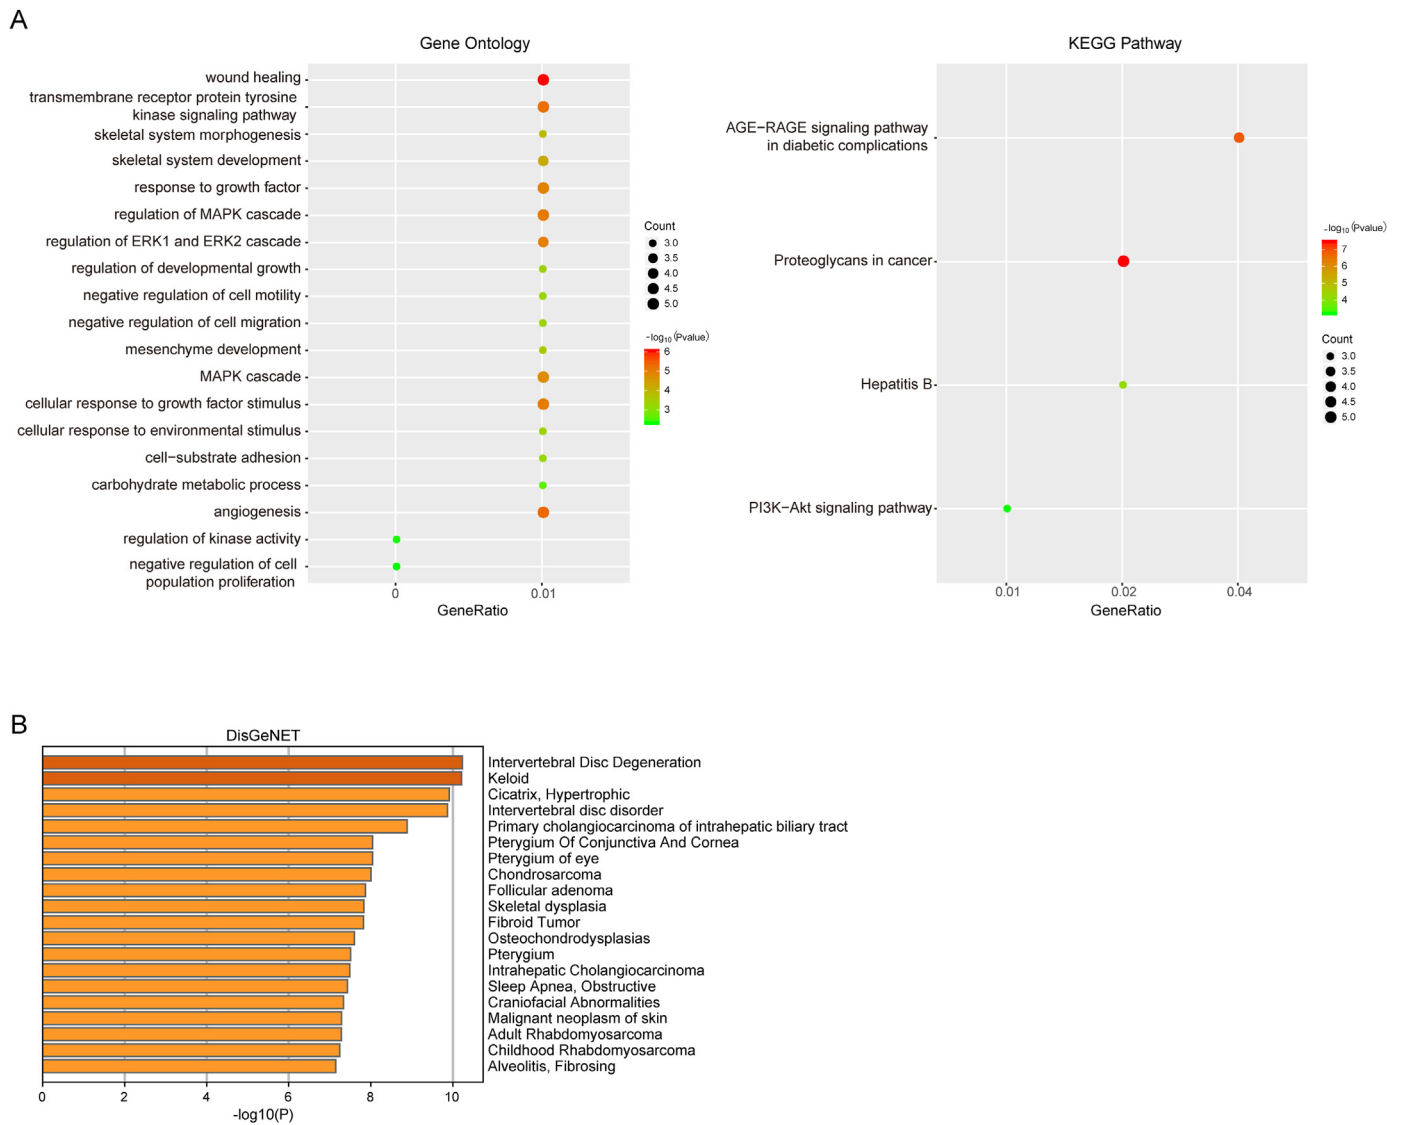 A
Gene Ontology
wound healing
transmembrane receptor protein tyrosine
kinase signaling pathway
skeletal system morphogenesis
skeletal system development
response to growth factor
regulation of MAPK cascade
regulation of ERK1 and ERK2 cascade
regulation of developmental growth
negative regulation of cell motility
negative regulation of cell migration
mesenchyme development
MAPK cascade
cellular response to growth factor stimulus
cellular response to environmental stimulus
cell−substrate adhesion
carbohydrate metabolic process
angiogenesis
regulation of kinase activity
negative regulation of cell
population proliferation
0 0.01
GeneRatio
Count
3.0
3.5
4.0
4.5
5.0
−log10(Pvalue)
6
5
4
3
KEGG Pathway
AGE−RAGE signaling pathway
in diabetic complications
Proteoglycans in cancer
Hepatitis B
PI3K−Akt signaling pathway
0.01 0.02 0.04
GeneRatio
−log10(Pvalue)
7
6
5
4
Count
3.0
3.5
4.0
4.5
5.0
B
DisGeNET
Intervertebral Disc Degeneration
Keloid
Cicatrix, Hypertrophic
Intervertebral disc disorder
Primary cholangiocarcinoma of intrahepatic biliary tract
Pterygium Of Conjunctiva And Cornea
Pterygium of eye
Chondrosarcoma
Follicular adenoma
Skeletal dysplasia
Fibroid Tumor
Osteochondrodysplasias
Pterygium
Intrahepatic Cholangiocarcinoma
Sleep Apnea, Obstructive
Craniofacial Abnormalities
Malignant neoplasm of skin
Adult Rhabdomyosarcoma
Childhood Rhabdomyosarcoma
Alveolitis, Fibrosing
0 2 4 6 8 10
-log10(P)